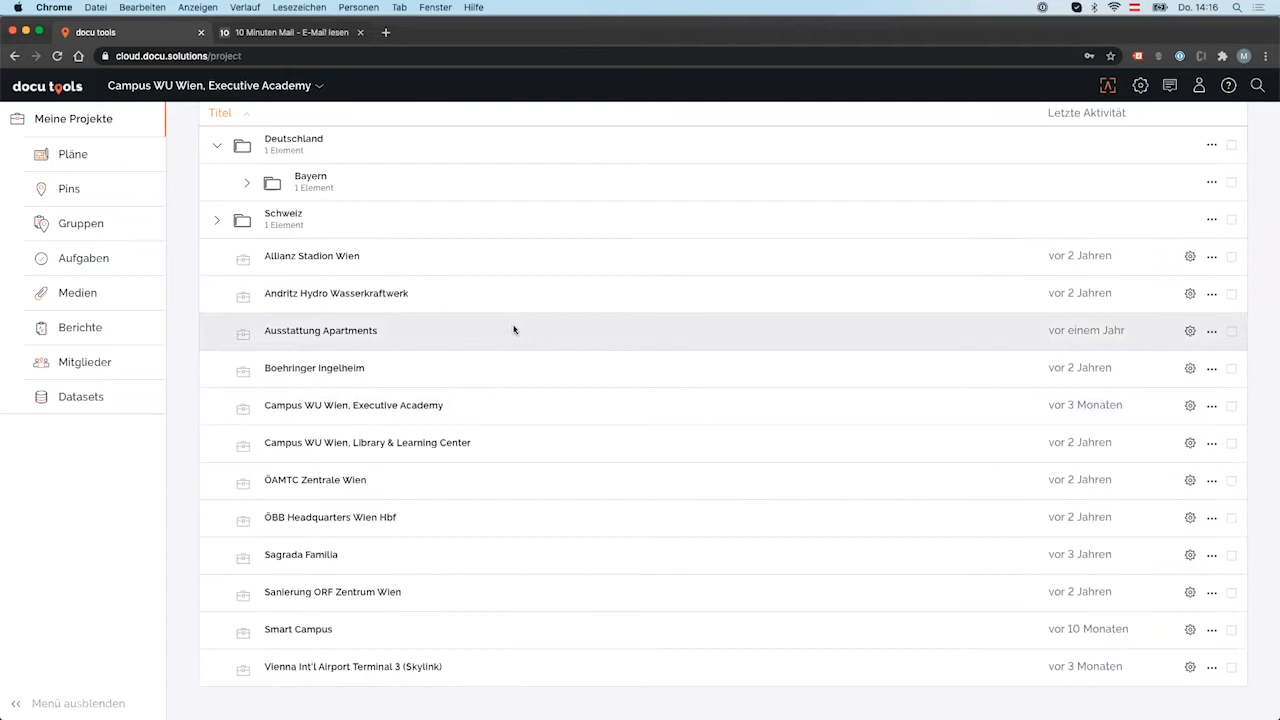 Chrome Datei Bearbeiten Anzeigen Verlauf Lesezeichen Personen Tab Fenster Hilfe Do. 14:16
docu tools 10 10 Minuten Mail - E-Mail lesen
cloud.docu.solutions/project M
docu tools Campus WU Wien, Executive Academy
Meine Projekte
Pläne
Pins
Gruppen
Aufgaben
Medien
Berichte
Mitglieder
Datasets
Menü ausblenden
Titel Letzte Aktivität
Deutschland
1 Element
Bayern
1 Element
Schweiz
1 Element
Allianz Stadion Wien vor 2 Jahren
Andritz Hydro Wasserkraftwerk vor 2 Jahren
Ausstattung Apartments vor einem Jahr
Boehringer Ingelheim vor 2 Jahren
Campus WU Wien, Executive Academy vor 3 Monaten
Campus WU Wien, Library & Learning Center vor 2 Jahren
ÖAMTC Zentrale Wien vor 2 Jahren
ÖBB Headquarters Wien Hbf vor 2 Jahren
Sagrada Familia vor 3 Jahren
Sanierung ORF Zentrum Wien vor 2 Jahren
Smart Campus vor 10 Monaten
Vienna Int'l Airport Terminal 3 (Skylink) vor 3 Monaten